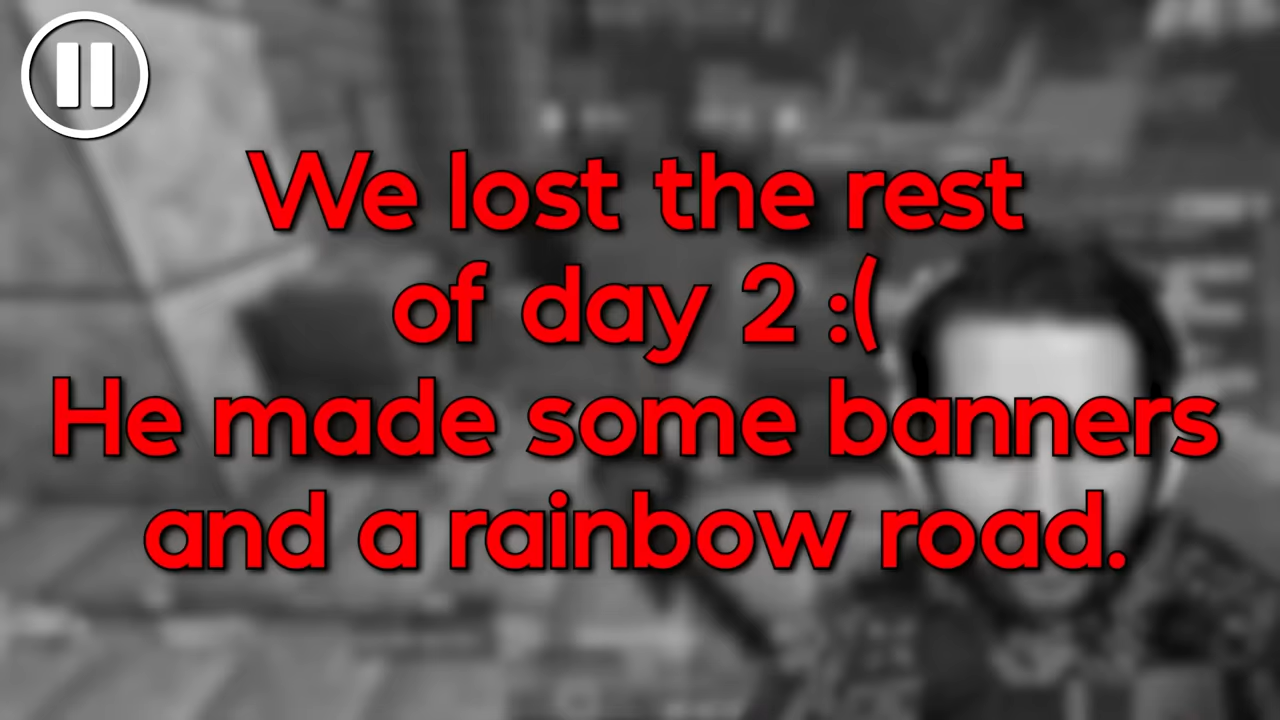 We lost the rest
of day 2 :(
He made some banners
and a rainbow road.